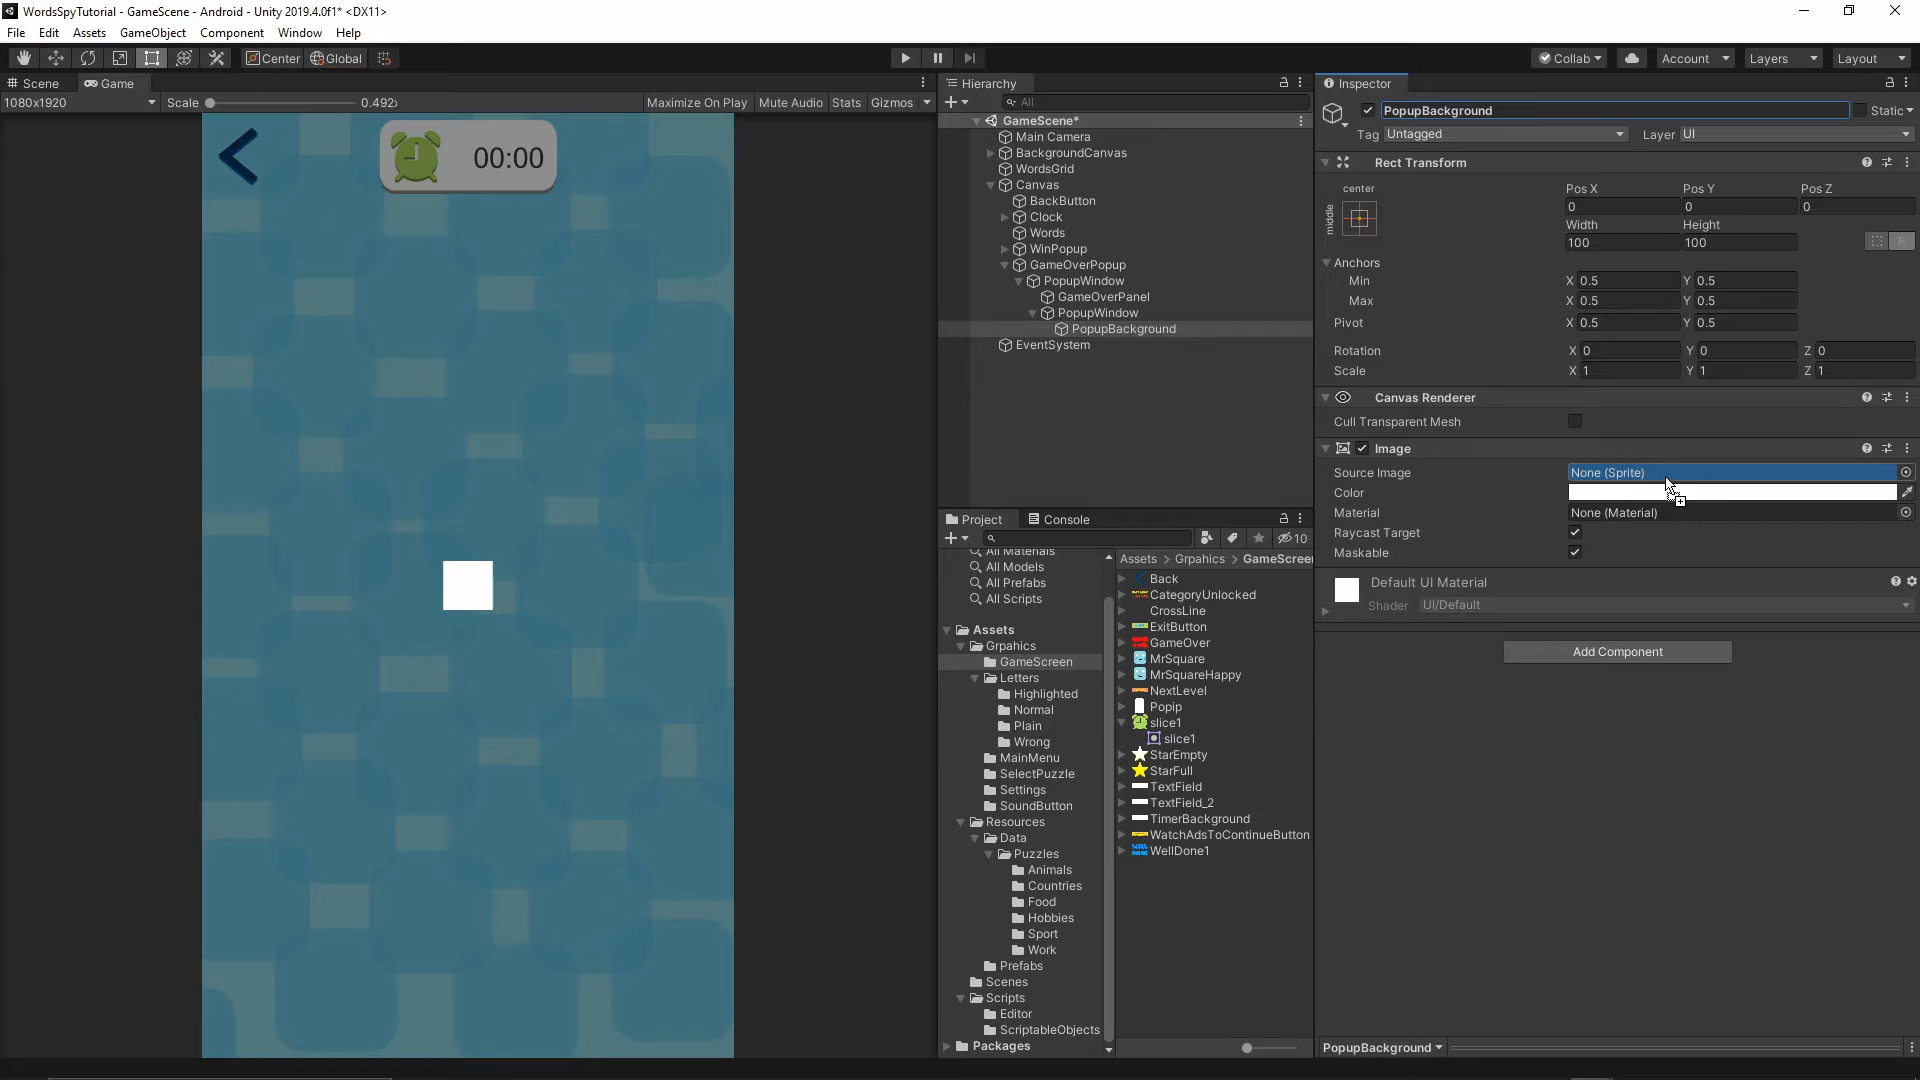 WordsSpyTutorial - GameScene - Android - Unity 2019.4.0f1* <DX11>
File Edit Assets GameObject Component Window Help
Center Global Collab Account Layers Layout
Scene Game
1080x1920 Scale 0.492x Maximize On Play Mute Audio Stats Gizmos
00:00
Hierarchy
All
GameScene*
Main Camera
BackgroundCanvas
WordsGrid
Canvas
BackButton
Clock
Words
WinPopup
GameOverPopup
PopupWindow
GameOverPanel
PopupWindow
PopupBackground
EventSystem
Project Console
10
All Materials
All Models
All Prefabs
All Scripts
Assets
Grpahics
GameScreen
Letters
Highlighted
Normal
Plain
Wrong
MainMenu
SelectPuzzle
Settings
SoundButton
Resources
Data
Puzzles
Animals
Countries
Food
Hobbies
Sport
Work
Prefabs
Scenes
Scripts
Editor
ScriptableObjects
Packages
Assets > Grpahics > GameScreen
Back
CategoryUnlocked
CrossLine
ExitButton
GameOver
MrSquare
MrSquareHappy
NextLevel
Popip
slice1
slice1
StarEmpty
StarFull
TextField
TextField_2
TimerBackground
WatchAdsToContinueButton
WellDone1
Inspector
PopupBackground Static
Tag Untagged Layer UI
Rect Transform
center
middle
Pos X Pos Y Pos Z
0 0 0
Width Height
100 100
R
Anchors
Min X 0.5 Y 0.5
Max X 0.5 Y 0.5
Pivot X 0.5 Y 0.5
Rotation X 0 Y 0 Z 0
Scale X 1 Y 1 Z 1
Canvas Renderer
Cull Transparent Mesh
Image
Source Image None (Sprite)
Color
Material None (Material)
Raycast Target
Maskable
Default UI Material
Shader UI/Default
Add Component
PopupBackground